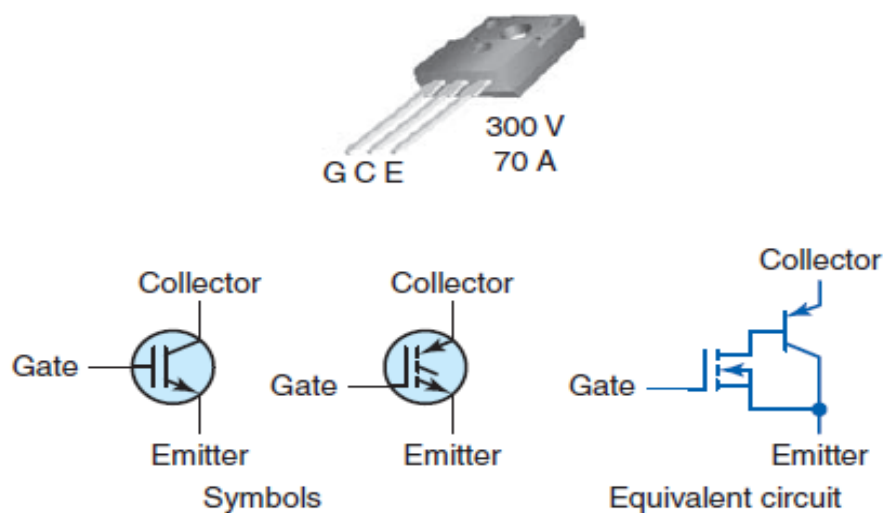 300 V
70 A
G C E
Collector
Gate
Emitter
Collector
Gate
Emitter
Symbols
Collector
Gate
Emitter
Equivalent circuit